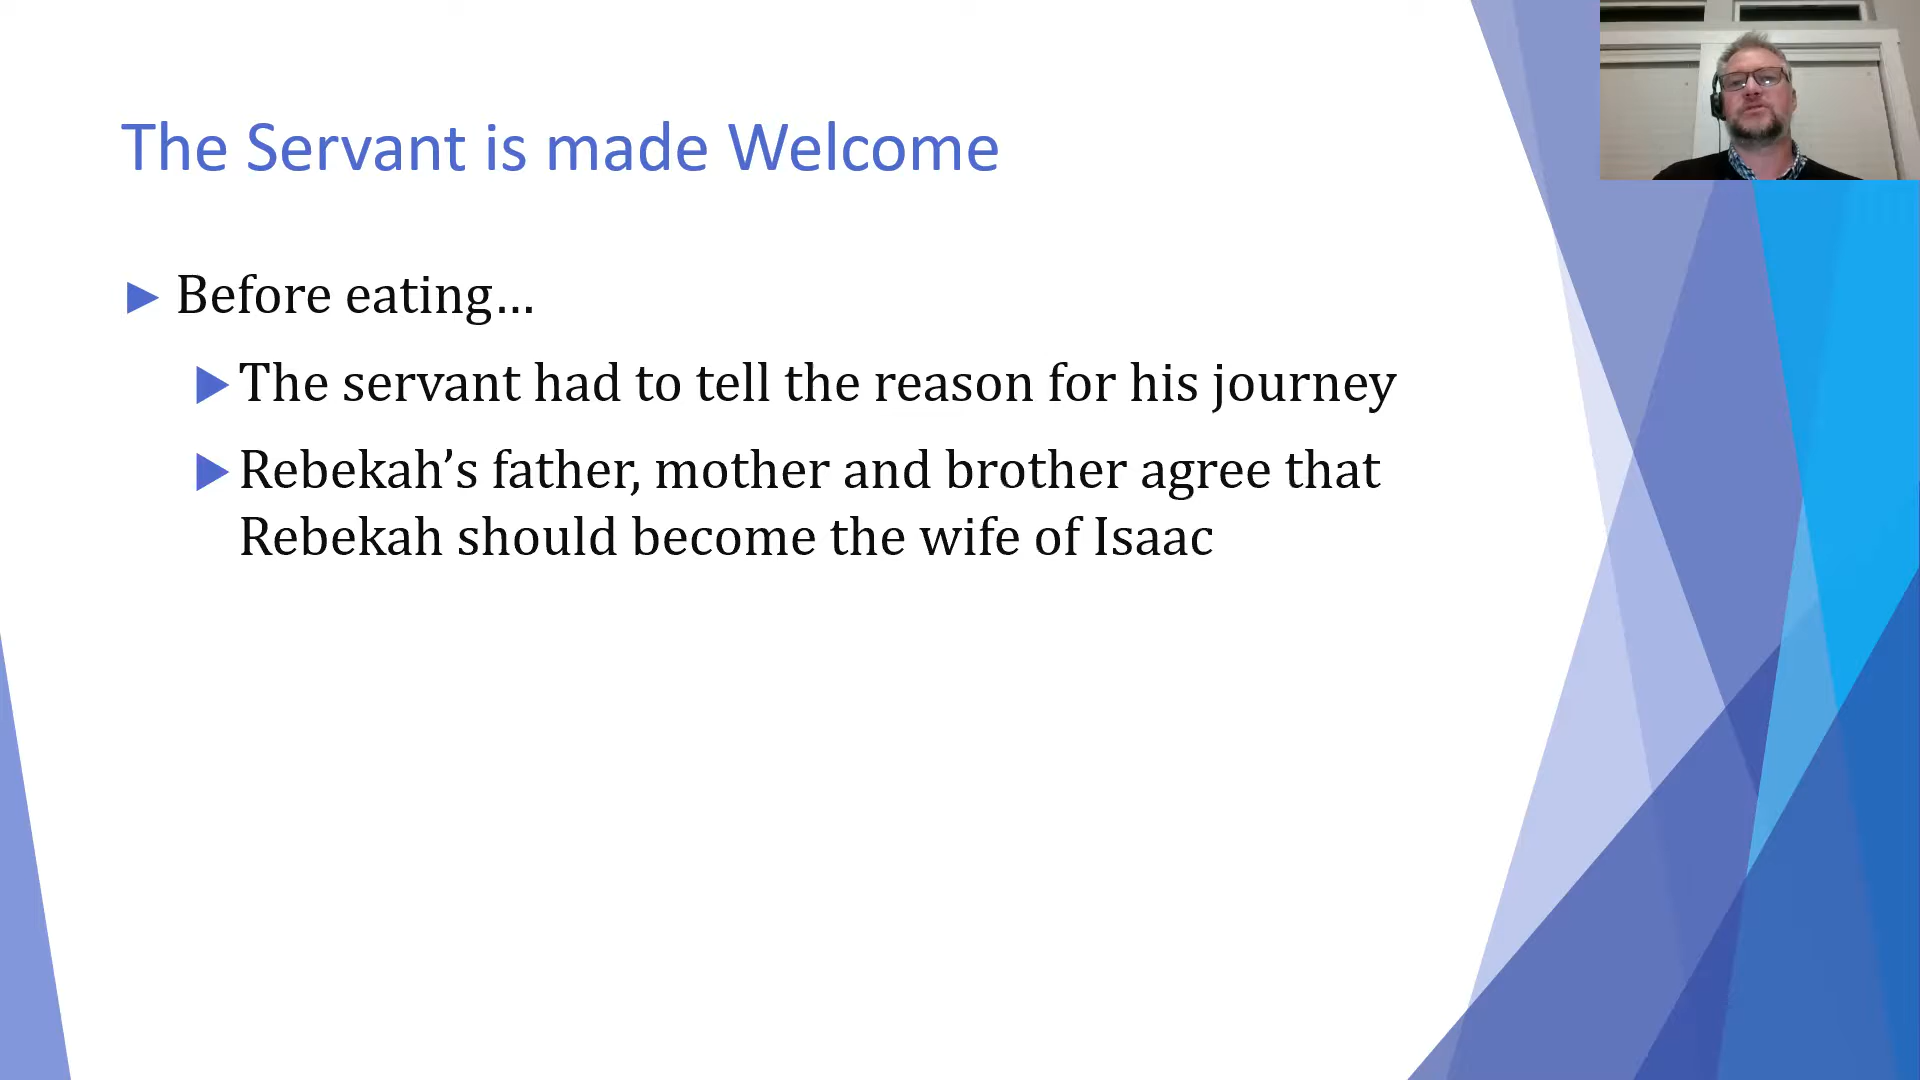 The Servant is made Welcome
Before eating…
The servant had to tell the reason for his journey
Rebekah’s father, mother and brother agree that
Rebekah should become the wife of Isaac